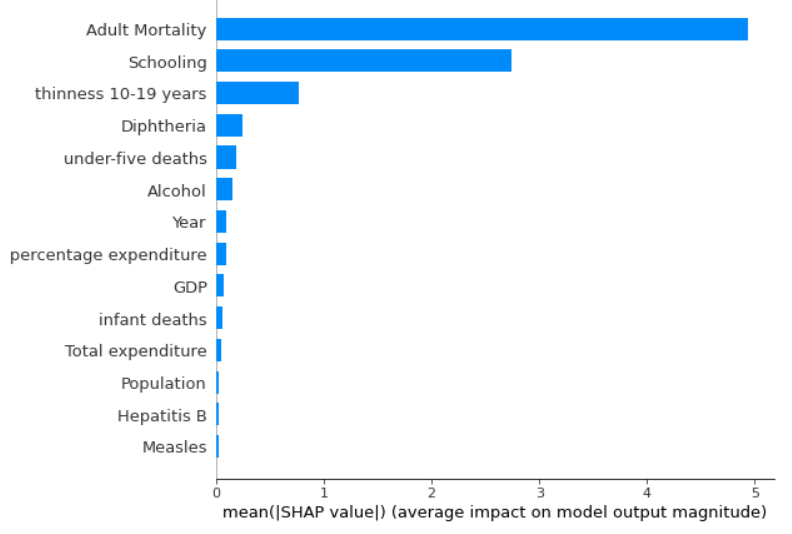 Adult Mortality
Schooling
thinness 10-19 years
Diphtheria
under-five deaths
Alcohol
Year
percentage expenditure
GDP
infant deaths
Total expenditure
Population
Hepatitis B
Measles
0 1 2 3 4 5
mean(|SHAP value|) (average impact on model output magnitude)